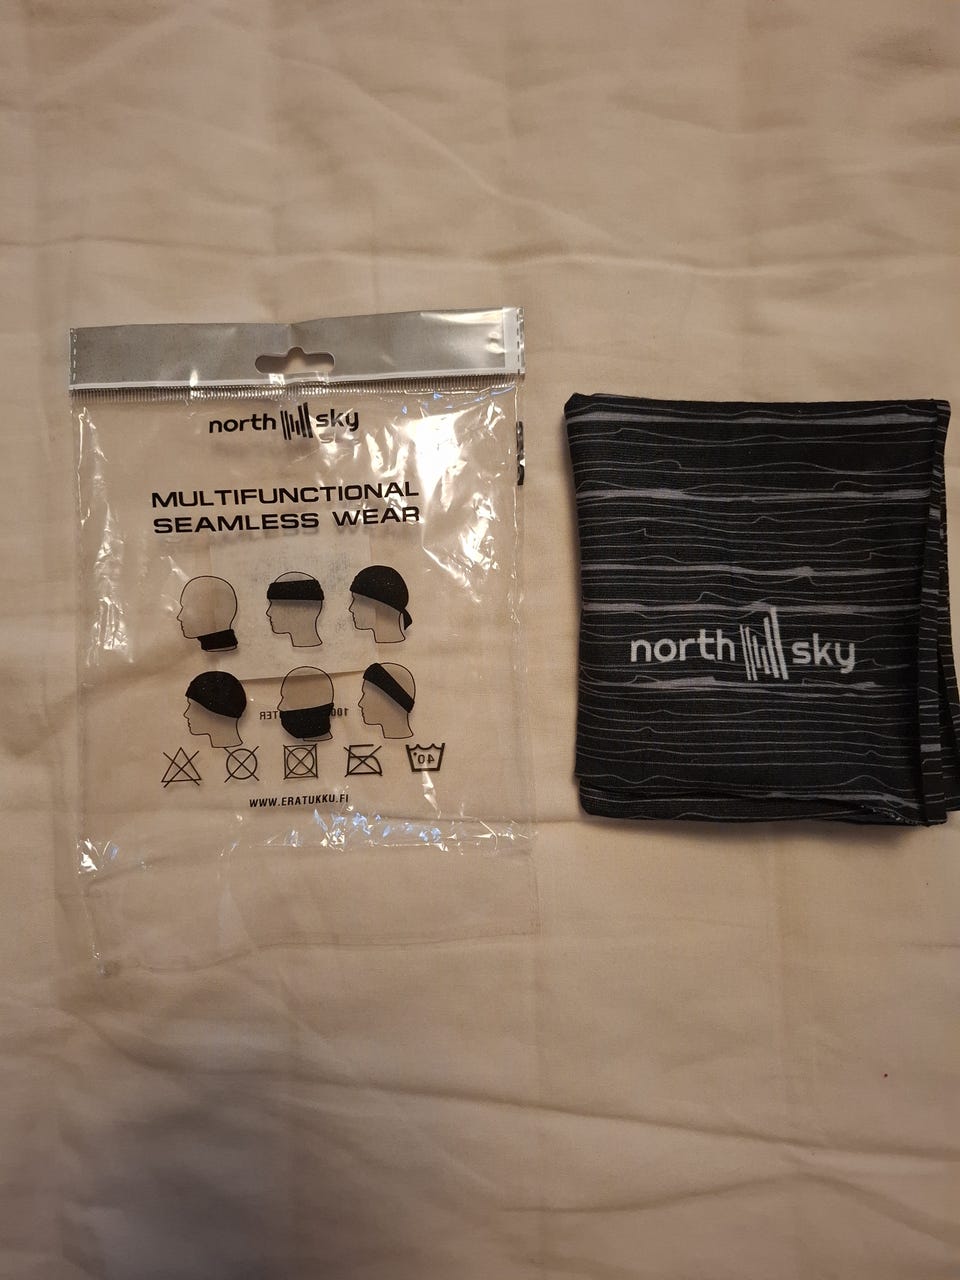 north sky
MULTIFUNCTIONAL
SEAMLESS WEAR
40°
WWW.ERATUKKU.FI
north sky